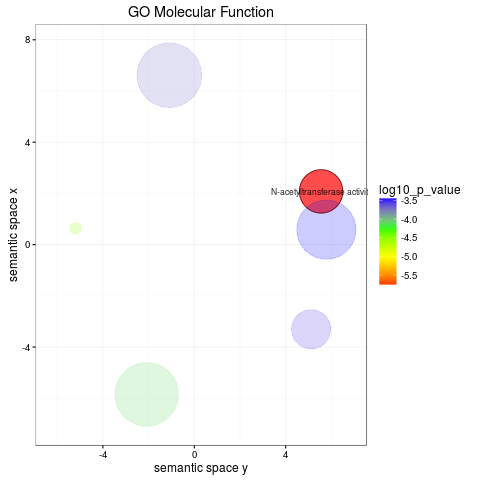 GO Molecular Function
8
4
0
-4
semantic space x
N-acetyltransferase activit
-4
0
4
semantic space y
log10_p_value
-3.5
-4.0
-4.5
-5.0
-5.5